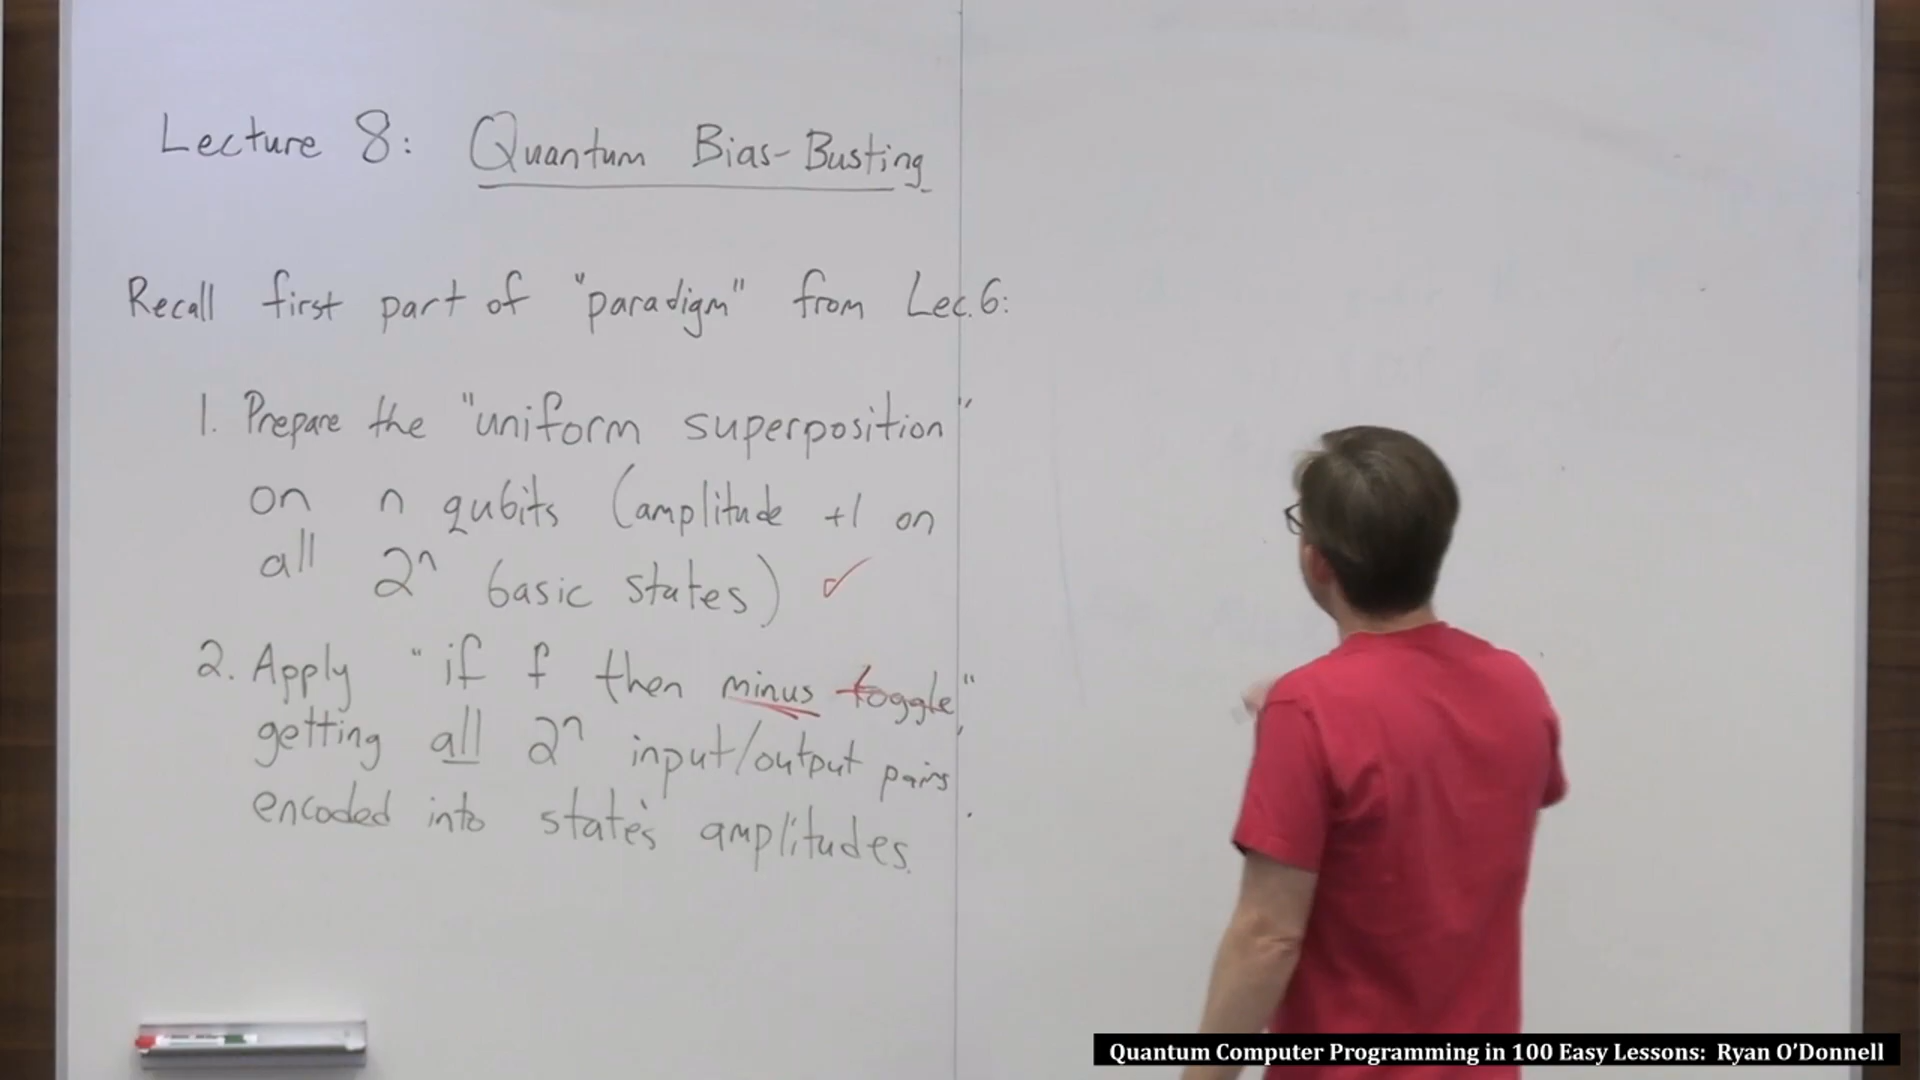 Lecture 8: Quantum Bias-Busting
Recall first part of "paradigm" from Lec. 6:
1. Prepare the "uniform superposition"
on n qubits (amplitude +1 on
all 2ⁿ basic states) ✓
2. Apply "if f then minus toggle",
getting all 2ⁿ input/output pairs
encoded into state's amplitudes.
Quantum Computer Programming in 100 Easy Lessons: Ryan O'Donnell